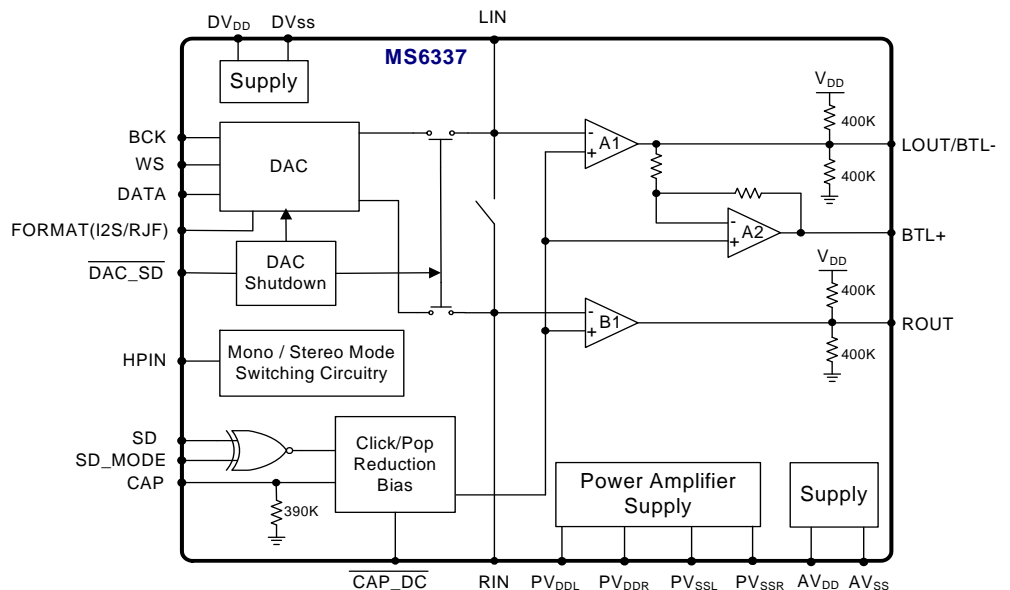 DVDD DVss LIN
MS6337
Supply
BCK
WS
DATA
FORMAT(I2S/RJF)
DAC_SD
HPIN
SD
SD_MODE
CAP
DAC
DAC
Shutdown
Mono / Stereo Mode
Switching Circuitry
Click/Pop
Reduction
Bias
390K
- A1
+
- A2
+
- B1
+
VDD
400K
400K
VDD
400K
400K
LOUT/BTL-
BTL+
ROUT
Power Amplifier
Supply
Supply
CAP_DC RIN PVDDL PVDDR PVSSL PVSSR AVDD AVSS